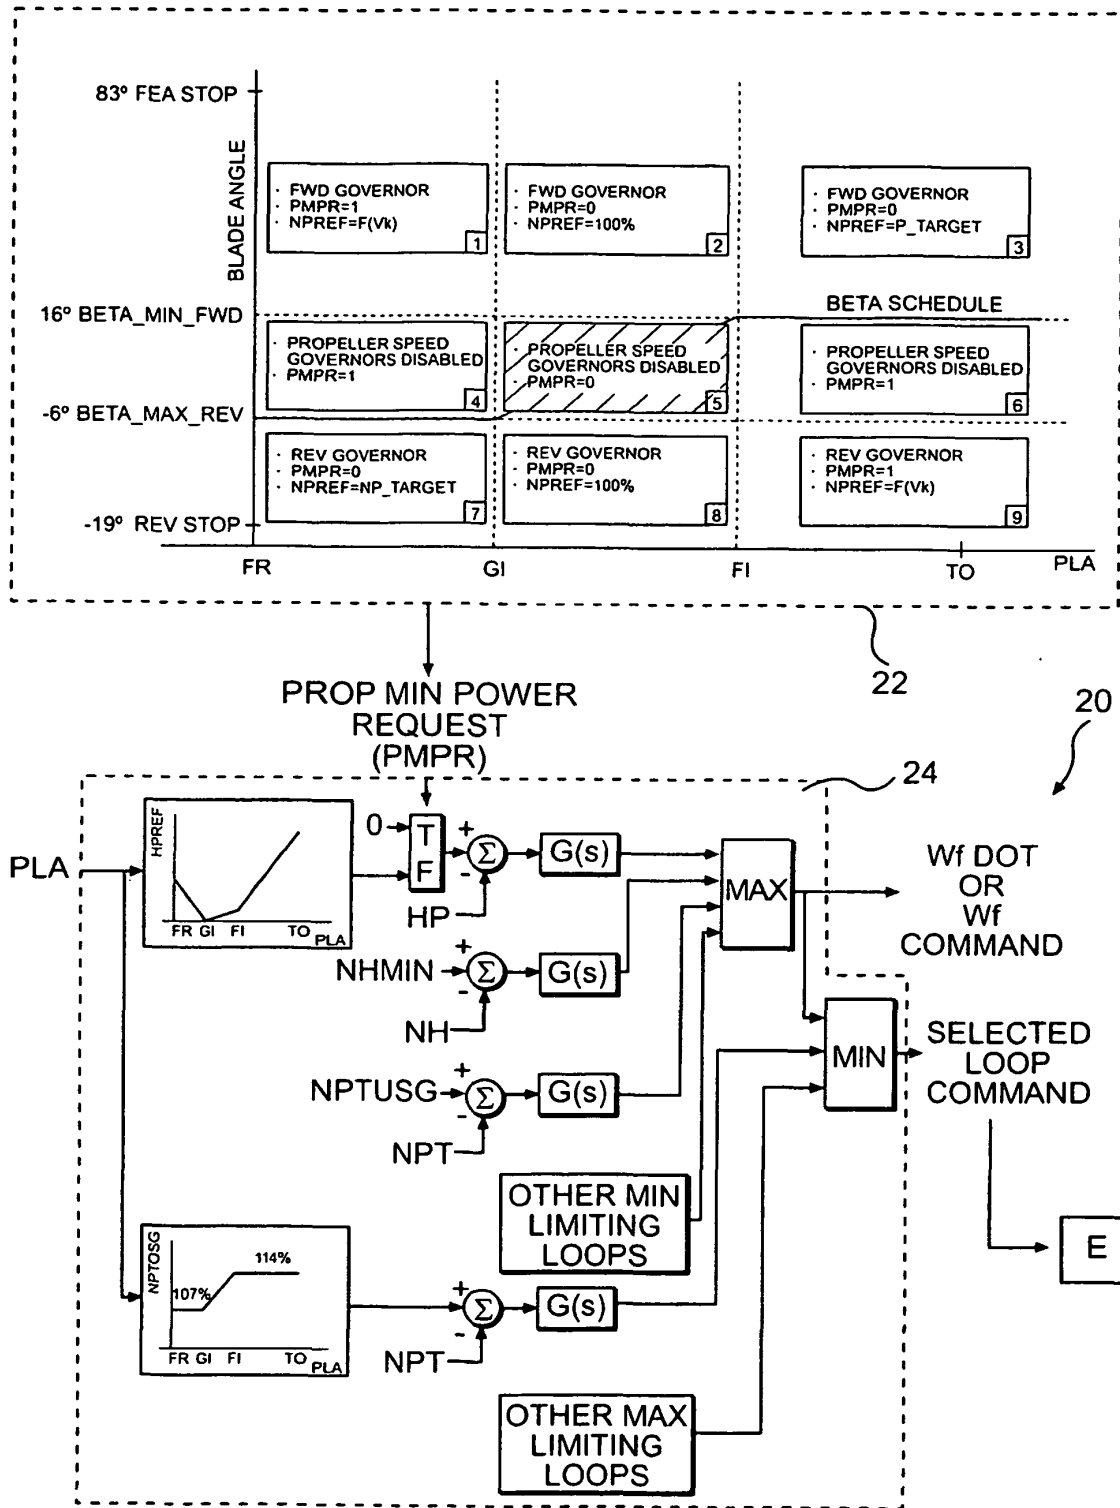 83° FEA STOP
BLADE ANGLE
· FWD GOVERNOR
· PMPR=1
· NPREF=F(Vk)
1
· FWD GOVERNOR
· PMPR=0
· NPREF=100%
2
· FWD GOVERNOR
· PMPR=0
· NPREF=P_TARGET
3
16° BETA_MIN_FWD
BETA SCHEDULE
· PROPELLER SPEED
GOVERNORS DISABLED
· PMPR=1
4
· PROPELLER SPEED
GOVERNORS DISABLED
· PMPR=0
5
· PROPELLER SPEED
GOVERNORS DISABLED
· PMPR=1
6
-6° BETA_MAX_REV
· REV GOVERNOR
· PMPR=0
· NPREF=NP_TARGET
7
· REV GOVERNOR
· PMPR=0
· NPREF=100%
8
· REV GOVERNOR
· PMPR=1
· NPREF=F(Vk)
9
-19° REV STOP
FR
GI
FI
TO
PLA
22
PROP MIN POWER
REQUEST
(PMPR)
20
24
PLA
HPREF
FR GI FI TO PLA
0
T
F
+
Σ
-
HP
G(s)
MAX
Wf DOT
OR
Wf
COMMAND
NHMIN
+
Σ
-
NH
G(s)
MIN
SELECTED
LOOP
COMMAND
NPTUSG
+
Σ
-
NPT
G(s)
OTHER MIN
LIMITING
LOOPS
E
NPTOSG
107%
114%
FR GI FI TO PLA
+
Σ
-
NPT
G(s)
OTHER MAX
LIMITING
LOOPS